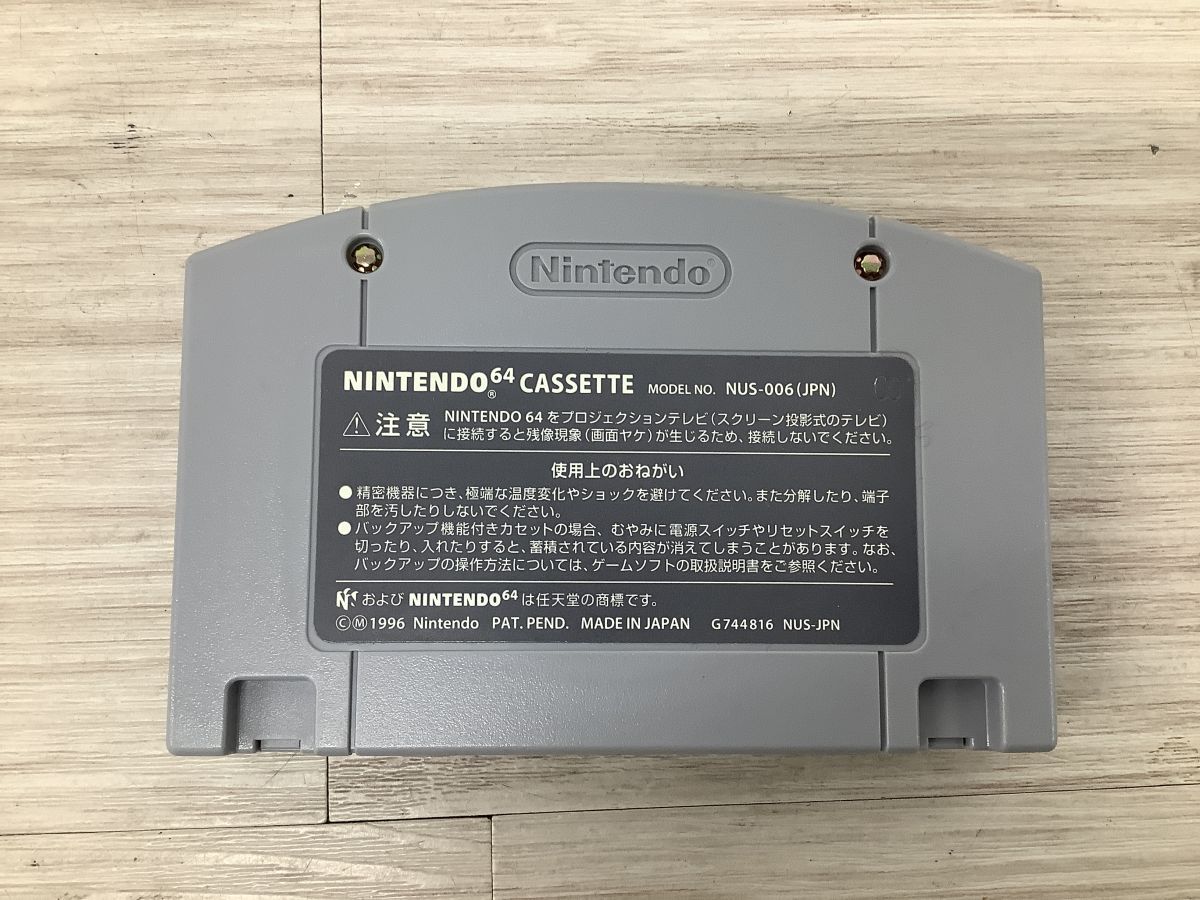 Nintendo®
NINTENDO64® CASSETTE MODEL NO. NUS-006(JPN)
注意 NINTENDO 64 をプロジェクションテレビ(スクリーン投影式のテレビ)
に接続すると残像現象(画面ヤケ)が生じるため、接続しないでください。
使用上のおねがい
●精密機器につき、極端な温度変化やショックを避けてください。また分解したり、端子
部を汚したりしないでください。
●バックアップ機能付きカセットの場合、むやみに電源スイッチやリセットスイッチを
切ったり、入れたりすると、蓄積されている内容が消えてしまうことがあります。なお、
バックアップの操作方法については、ゲームソフトの取扱説明書をご参照ください。
および NINTENDO64 は任天堂の商標です。
ⒸⓂ1996 Nintendo PAT. PEND. MADE IN JAPAN G744816 NUS-JPN